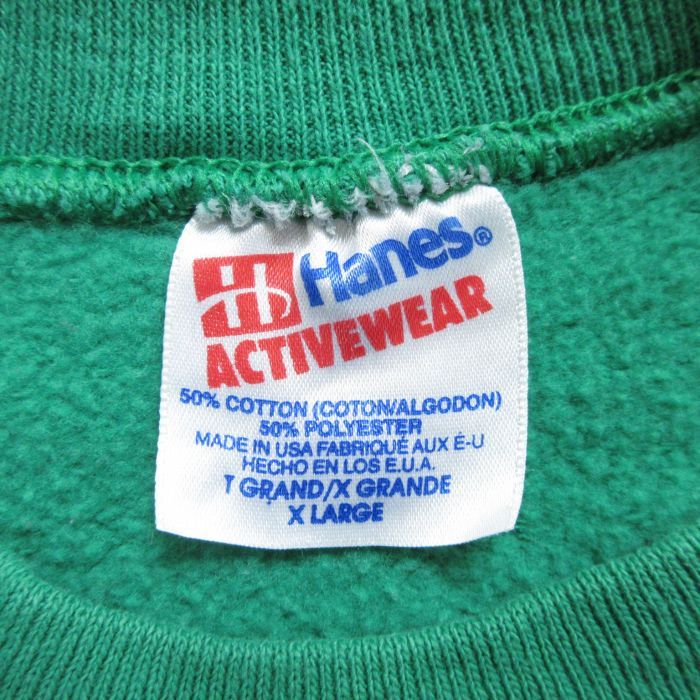 H Hanes®
ACTIVEWEAR
50% COTTON (COTON/ALGODON)
50% POLYESTER
MADE IN USA FABRIQUÉ AUX É-U
HECHO EN LOS E.U.A.
T GRAND/X GRANDE
X LARGE